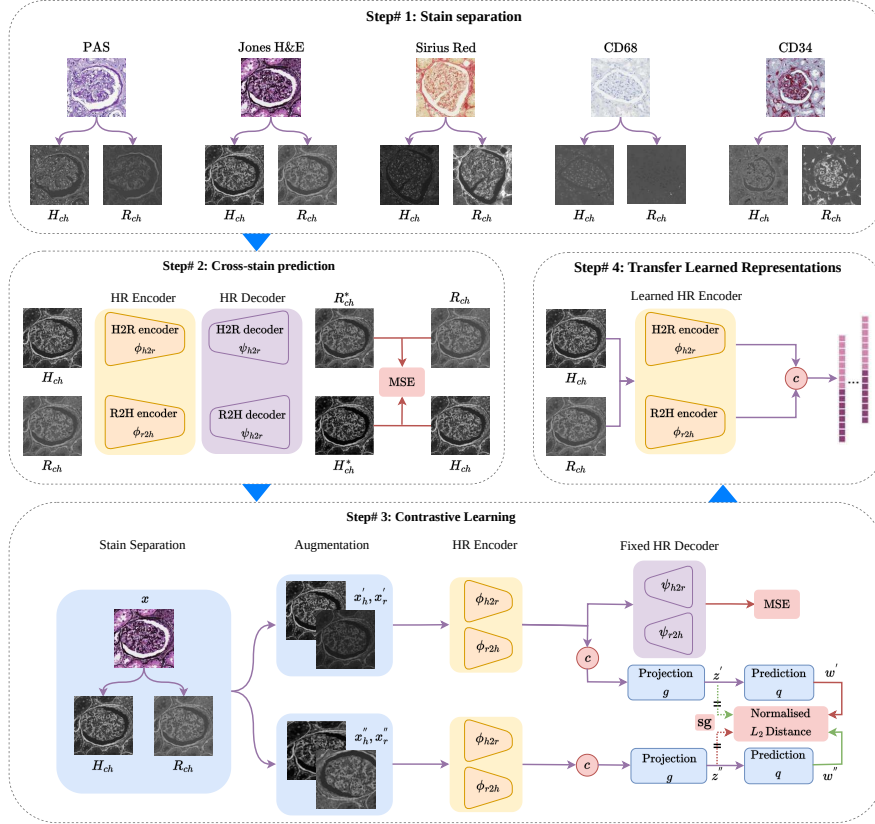 Step# 1: Stain separation
PAS
Jones H&E
Sirius Red
CD68
CD34
H_ch
R_ch
H_ch
R_ch
H_ch
R_ch
H_ch
R_ch
H_ch
R_ch
Step# 2: Cross-stain prediction
HR Encoder
HR Decoder
R*_ch
R_ch
H2R encoder
ϕ_h2r
H2R decoder
ψ_h2r
H_ch
MSE
R2H encoder
ϕ_r2h
R2H decoder
ψ_h2r
R_ch
H*_ch
H_ch
Step# 4: Transfer Learned Representations
Learned HR Encoder
H2R encoder
ϕ_h2r
H_ch
c
...
R2H encoder
ϕ_r2h
R_ch
Step# 3: Contrastive Learning
Stain Separation
Augmentation
HR Encoder
Fixed HR Decoder
x
x'_h, x'_r
ϕ_h2r
ϕ_r2h
ψ_h2r
ψ_r2h
MSE
c
Projection
g
z'
Prediction
q
w'
H_ch
R_ch
x''_h, x''_r
ϕ_h2r
ϕ_r2h
c
sg
Normalised
L_2 Distance
Projection
g
z''
Prediction
q
w''